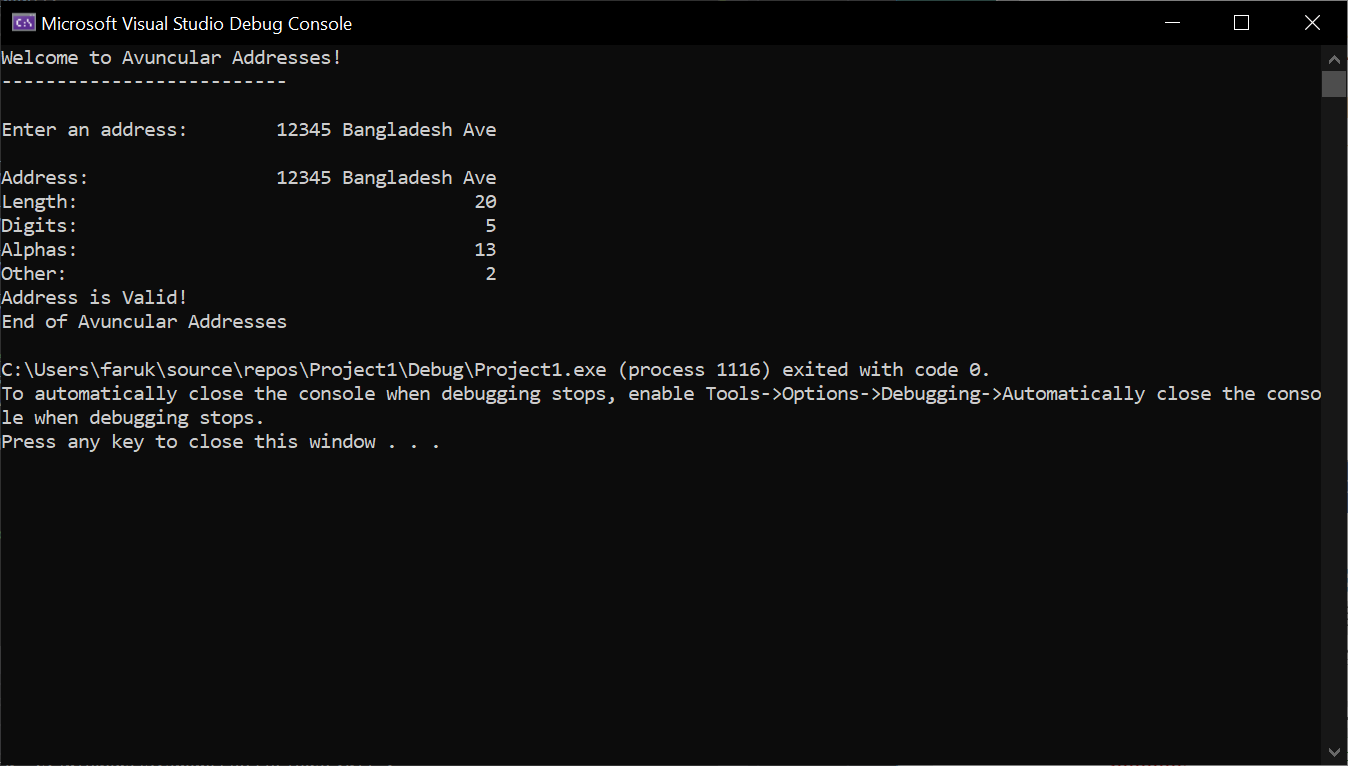 Microsoft Visual Studio Debug Console
Welcome to Avuncular Addresses!
--------------------------
Enter an address:        12345 Bangladesh Ave
Address:                 12345 Bangladesh Ave
Length:                                    20
Digits:                                     5
Alphas:                                    13
Other:                                      2
Address is Valid!
End of Avuncular Addresses
C:\Users\faruk\source\repos\Project1\Debug\Project1.exe (process 1116) exited with code 0.
To automatically close the console when debugging stops, enable Tools->Options->Debugging->Automatically close the conso
le when debugging stops.
Press any key to close this window . . .